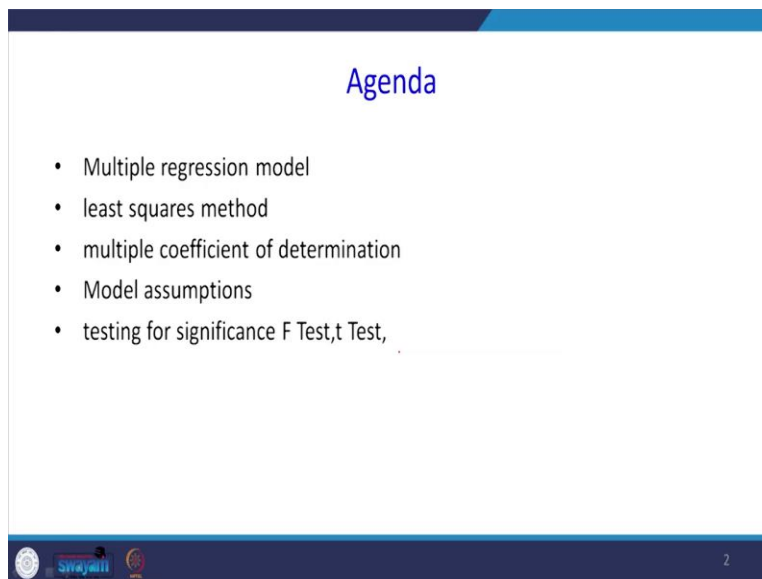 Agenda
• Multiple regression model
• least squares method
• multiple coefficient of determination
• Model assumptions
• testing for significance F Test,t Test,
swayam
2